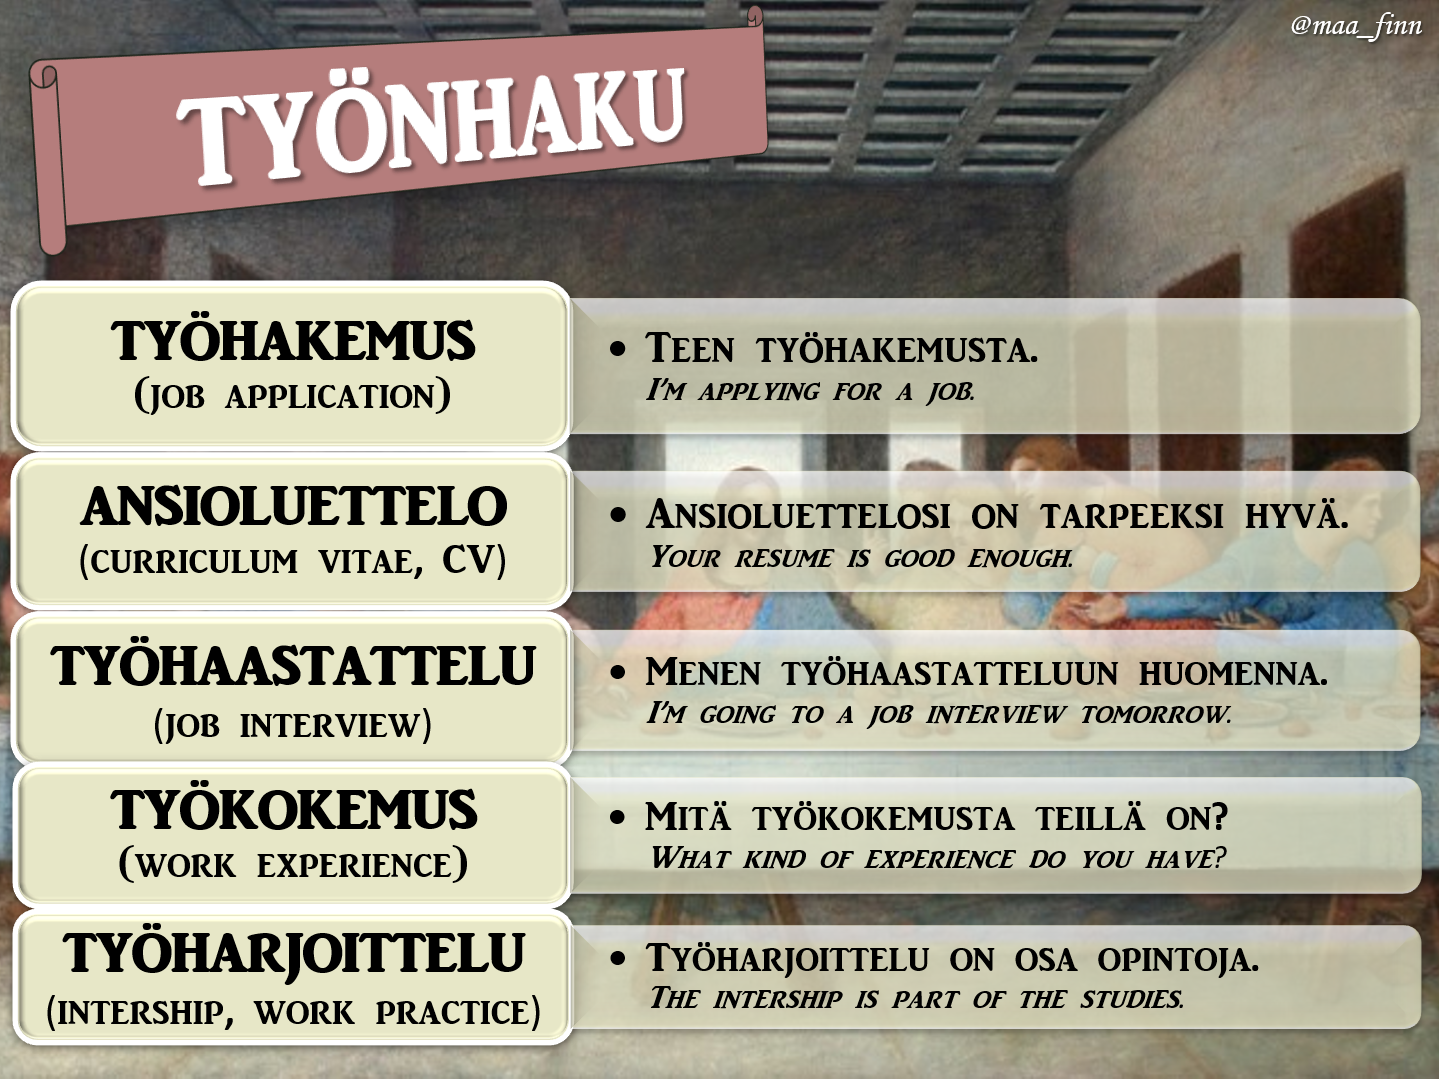 @maa_finn
TYÖNHAKU
TYÖHAKEMUS
(JOB APPLICATION)
• TEEN TYÖHAKEMUSTA.
I'M APPLYING FOR A JOB.
ANSIOLUETTELO
(CURRICULUM VITAE, CV)
• ANSIOLUETTELOSI ON TARPEEKSI HYVÄ.
YOUR RESUME IS GOOD ENOUGH.
TYÖHAASTATTELU
(JOB INTERVIEW)
• MENEN TYÖHAASTATTELUUN HUOMENNA.
I'M GOING TO A JOB INTERVIEW TOMORROW.
TYÖKOKEMUS
(WORK EXPERIENCE)
• MITÄ TYÖKOKEMUSTA TEILLÄ ON?
WHAT KIND OF EXPERIENCE DO YOU HAVE?
TYÖHARJOITTELU
(INTERSHIP, WORK PRACTICE)
• TYÖHARJOITTELU ON OSA OPINTOJA.
THE INTERSHIP IS PART OF THE STUDIES.